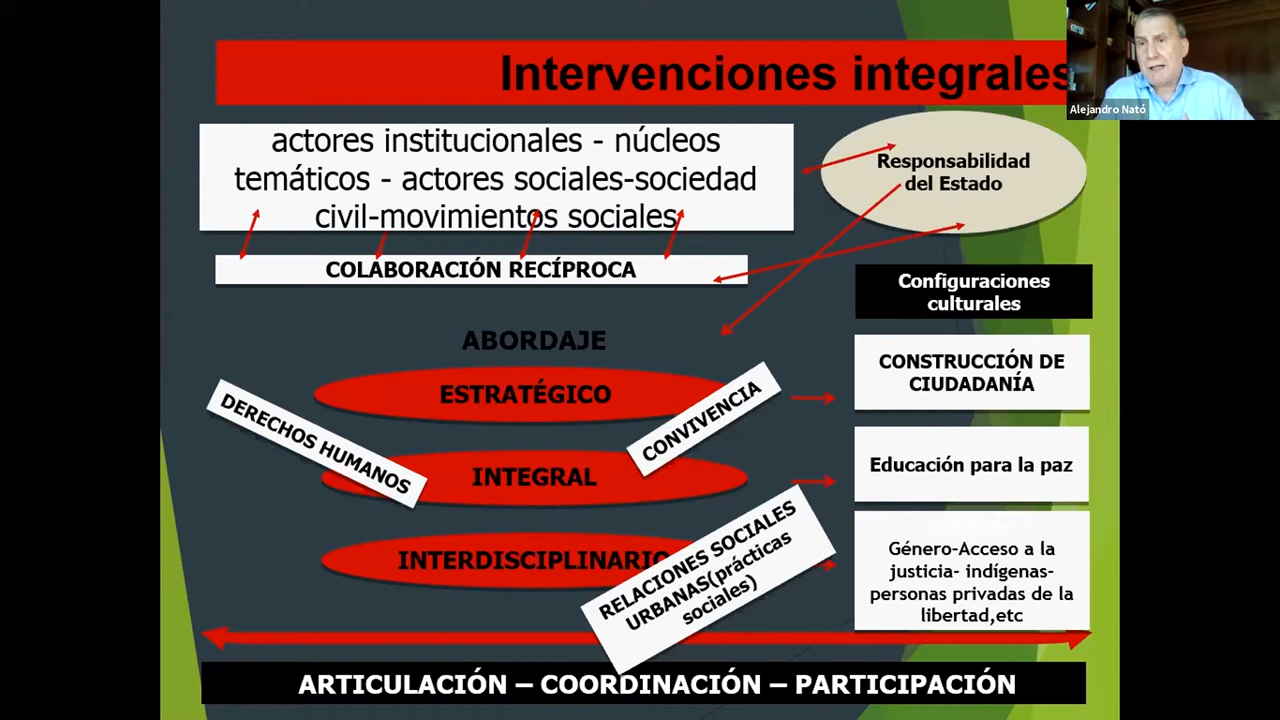 Intervenciones integrales
Alejandro Nató
actores institucionales - núcleos
temáticos - actores sociales-sociedad
civil-movimientos sociales
Responsabilidad
del Estado
COLABORACIÓN RECÍPROCA
Configuraciones
culturales
ABORDAJE
ESTRATÉGICO
DERECHOS HUMANOS
CONVIVENCIA
CONSTRUCCIÓN DE
CIUDADANÍA
INTEGRAL
Educación para la paz
INTERDISCIPLINARIO
RELACIONES SOCIALES
URBANAS(prácticas
sociales)
Género-Acceso a la
justicia- indígenas-
personas privadas de la
libertad,etc
ARTICULACIÓN – COORDINACIÓN – PARTICIPACIÓN